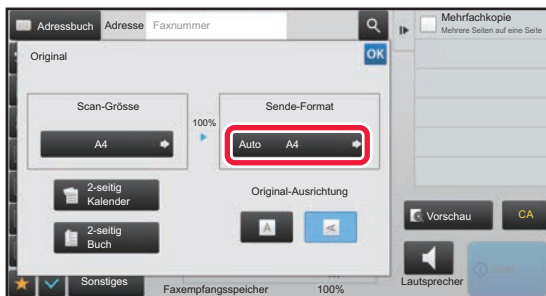 Adressbuch Adresse Faxnummer
Mehrfachkopie
Mehrere Seiten auf eine Seite
Original
OK
Scan-Grösse
Sende-Format
100%
A4
Auto A4
2-seitig
Kalender
Original-Ausrichtung
2-seitig
Buch
A
A
Vorschau
CA
Sonstiges
Faxempfangsspeicher 100%
Lautsprecher
Start